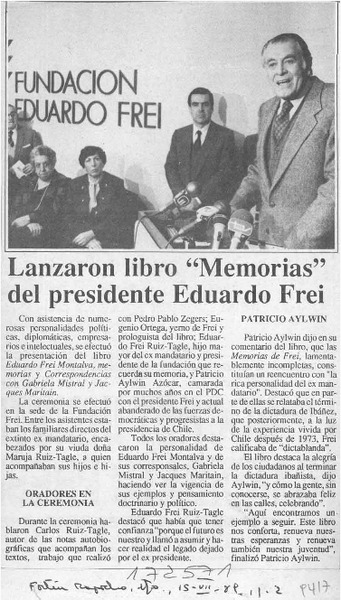 FUNDACION
EDUARDO FREI
Lanzaron libro “Memorias”
del presidente Eduardo Frei
Con asistencia de nume-
rosas personalidades políti-
cas, diplomáticas, empresa-
rios e intelectuales, se efectuó
la presentación del libro
Eduardo Frei Montalva, me-
morias y Correspondencias
con Gabriela Mistral y Jac-
ques Maritain.
La ceremonia se efectuó
en la sede de la Fundación
Frei. Entre los asistentes esta-
ban los familiares directos del
extinto ex mandatario, enca-
bezados por su viuda doña
Maruja Ruiz-Tagle, a quien
acompañaban sus hijos e hi-
jas.
ORADORES EN
LA CEREMONIA
Durante la ceremonia ha-
blaron Carlos Ruiz-Tagle,
autor de las notas autobio-
gráficas que acompañan los
textos, trabajo que realizó
con Pedro Pablo Zegers; Eu-
genio Ortega, yerno de Frei y
prologuista del libro; Eduar-
do Frei Ruiz-Tagle, hijo ma-
yor del ex mandatario y presi-
dente de la fundación que re-
cuerda su memoria, y Patricio
Aylwin Azócar, camarada
por muchos años en el PDC
con el presidente Frei y actual
abanderado de las fuerzas de-
mocráticas y progresistas a la
presidencia de Chile.
Todos los oradores desta-
caron la personalidad de
Eduardo Frei Montalva y de
sus corresponsales, Gabriela
Mistral y Jacques Maritain,
haciendo ver la vigencia de
sus ejemplos y pensamiento
doctrinario y político.
Eduardo Frei Ruiz-Tagle
destacó que había que tener
confianza “porque el futuro es
nuestro y llamó a asumir y ha-
cer realidad el legado dejado
por el ex presidente.
PATRICIO AYLWIN
Patricio Aylwin dijo en su
comentario del libro, que las
Memorias de Frei, lamenta-
blemente incompletas, cons-
tituían un reencuentro con “la
rica personalidad del ex man-
datario”. Destacó que en par-
te de ellas se relataba el térmi-
no de la dictadura de Ibáñez,
que posteriormente, a la luz
de la experiencia vivida por
Chile después de 1973, Frei
calificaba de “dictablanda”.
El libro destaca la alegría
de los ciudadanos al terminar
la dictadura ibañista, dijo
Aylwin, “y cómo la gente, sin
conocerse, se abrazaba feliz
en las calles, celebrando”.
“Aquí encontramos un
ejemplo a seguir. Este libro
nos conforta, renueva nues-
tras esperanzas y renueva
también nuestra juventud”,
finalizó Patricio Aylwin.
172571
Fortín Mapocho, Stgo, 15-VII-89 p. 2